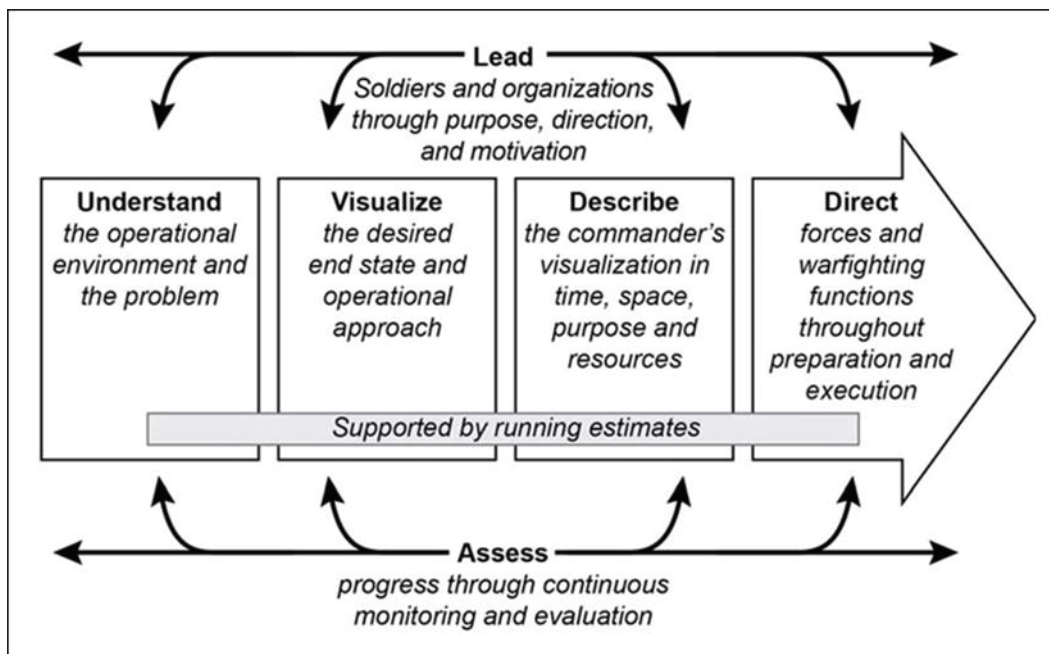 Lead
Soldiers and organizations
through purpose, direction,
and motivation
Understand
the operational
environment and
the problem
Visualize
the desired
end state and
operational
approach
Describe
the commander's
visualization in
time, space,
purpose and
resources
Direct
forces and
warfighting
functions
throughout
preparation and
execution
Supported by running estimates
Assess
progress through continuous
monitoring and evaluation